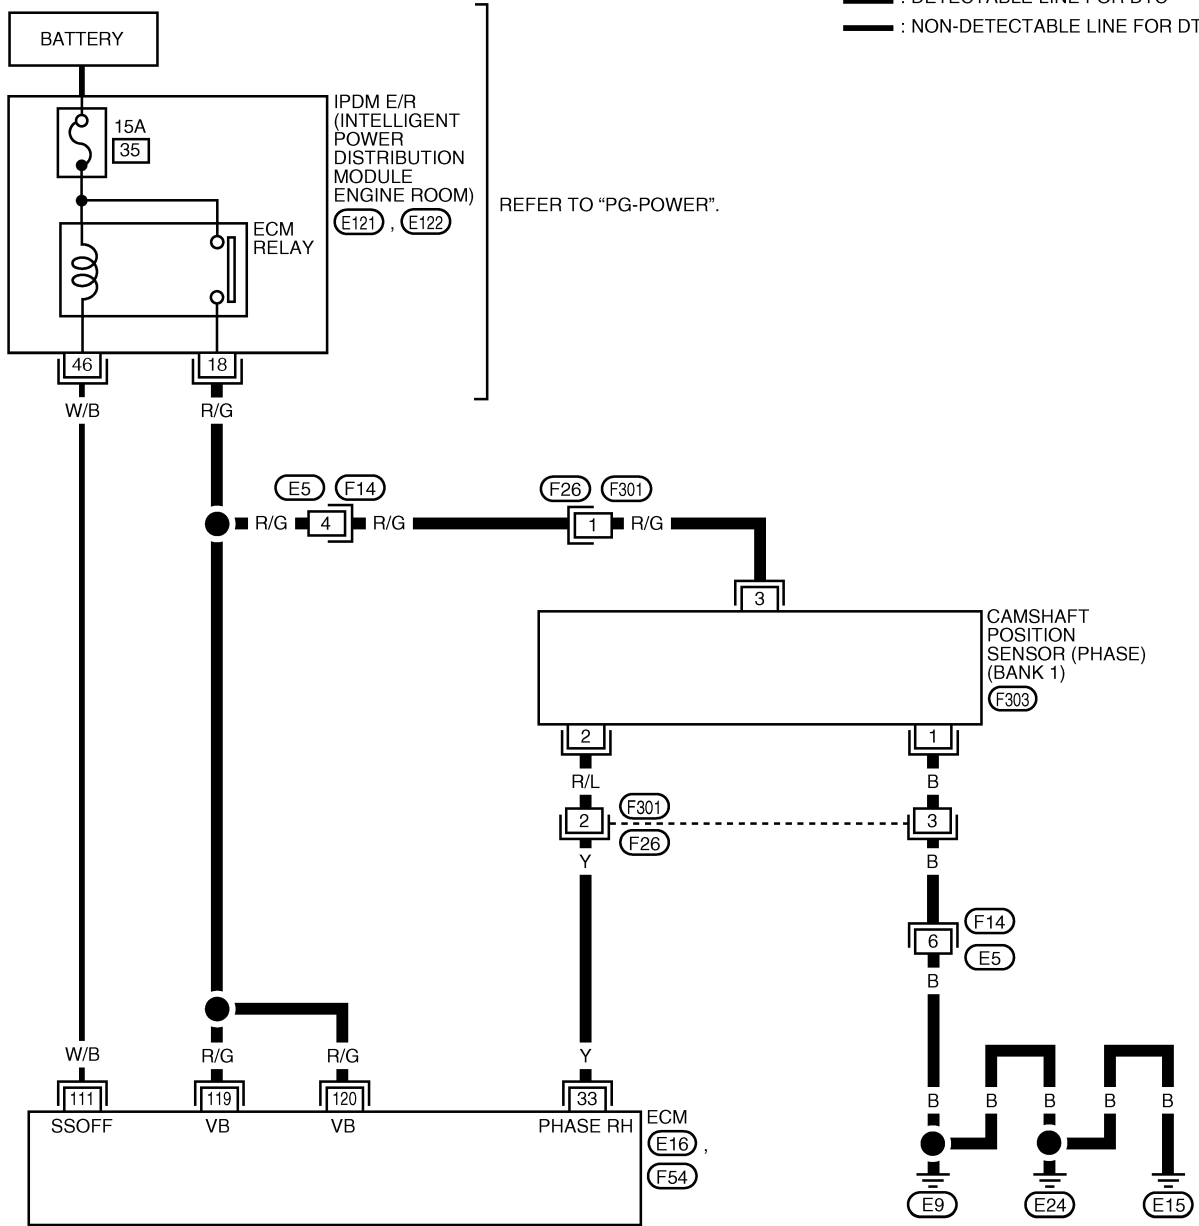 : DETECTABLE LINE FOR DTC
: NON-DETECTABLE LINE FOR DT
BATTERY
15A
35
IPDM E/R
(INTELLIGENT
POWER
DISTRIBUTION
MODULE
ENGINE ROOM)
E121 , E122
REFER TO “PG-POWER”.
ECM
RELAY
46
18
W/B
R/G
E5
F14
F26
F301
R/G
4
R/G
1
R/G
3
CAMSHAFT
POSITION
SENSOR (PHASE)
(BANK 1)
F303
2
1
R/L
B
2
F301
F26
3
Y
B
6
F14
E5
B
W/B
R/G
R/G
Y
B
B
B
B
B
111
119
120
33
SSOFF
VB
VB
PHASE RH
ECM
E16 ,
F54
E9
E24
E15